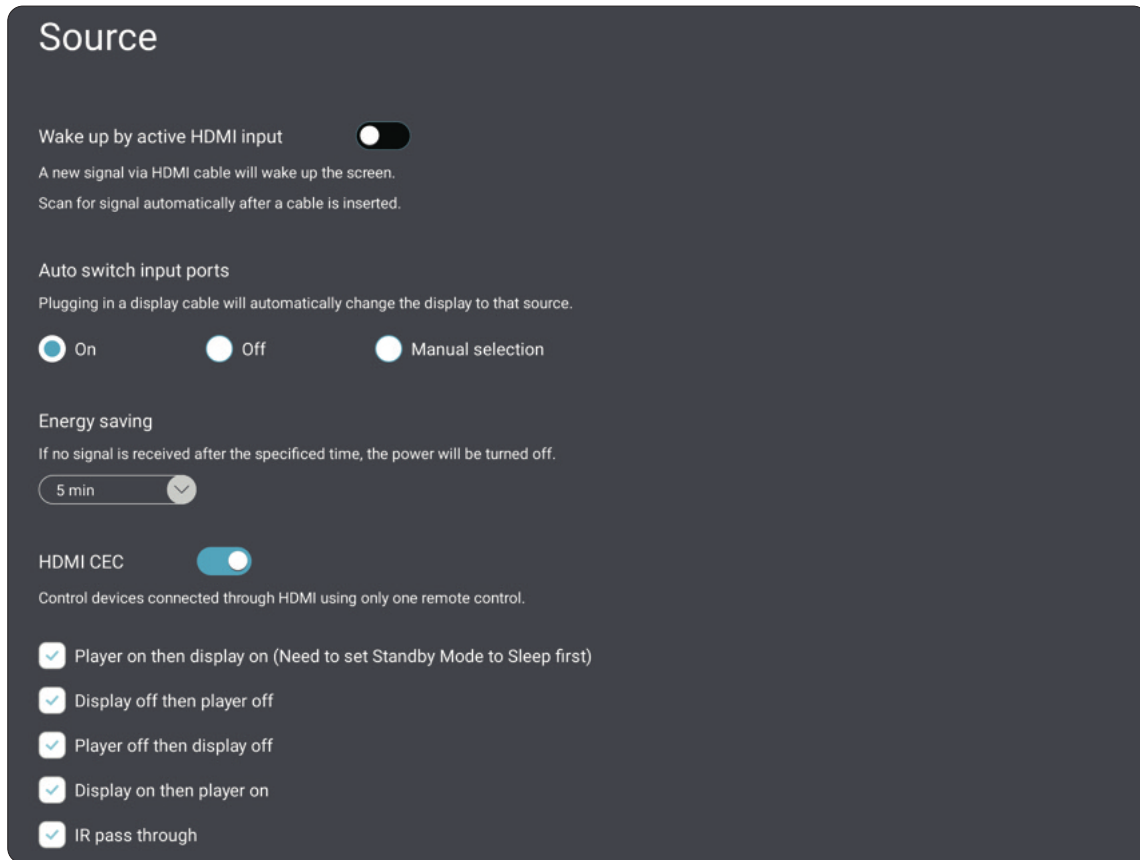 Source
Wake up by active HDMI input
A new signal via HDMI cable will wake up the screen.
Scan for signal automatically after a cable is inserted.
Auto switch input ports
Plugging in a display cable will automatically change the display to that source.
On Off Manual selection
Energy saving
If no signal is received after the specificed time, the power will be turned off.
5 min
HDMI CEC
Control devices connected through HDMI using only one remote control.
Player on then display on (Need to set Standby Mode to Sleep first)
Display off then player off
Player off then display off
Display on then player on
IR pass through